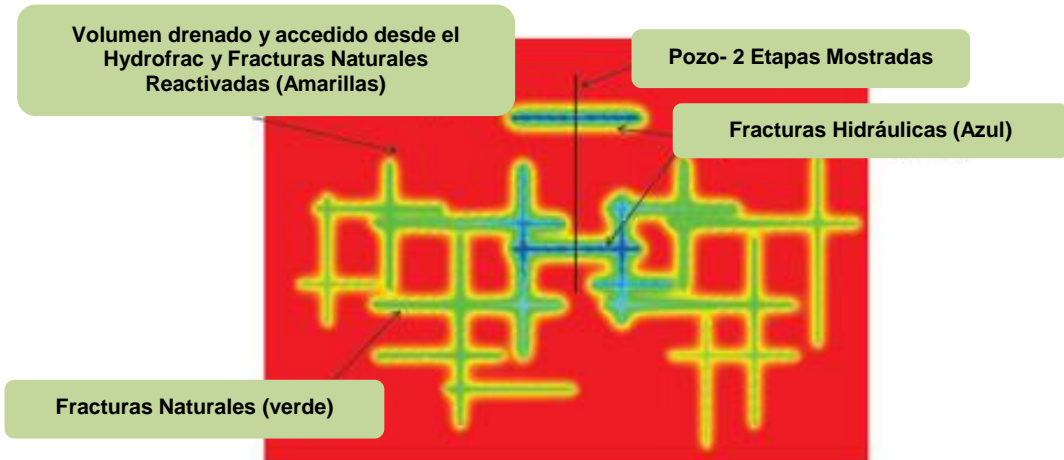 Volumen drenado y accedido desde el
Hydrofrac y Fracturas Naturales
Reactivadas (Amarillas)
Pozo- 2 Etapas Mostradas
Fracturas Hidráulicas (Azul)
Fracturas Naturales (verde)